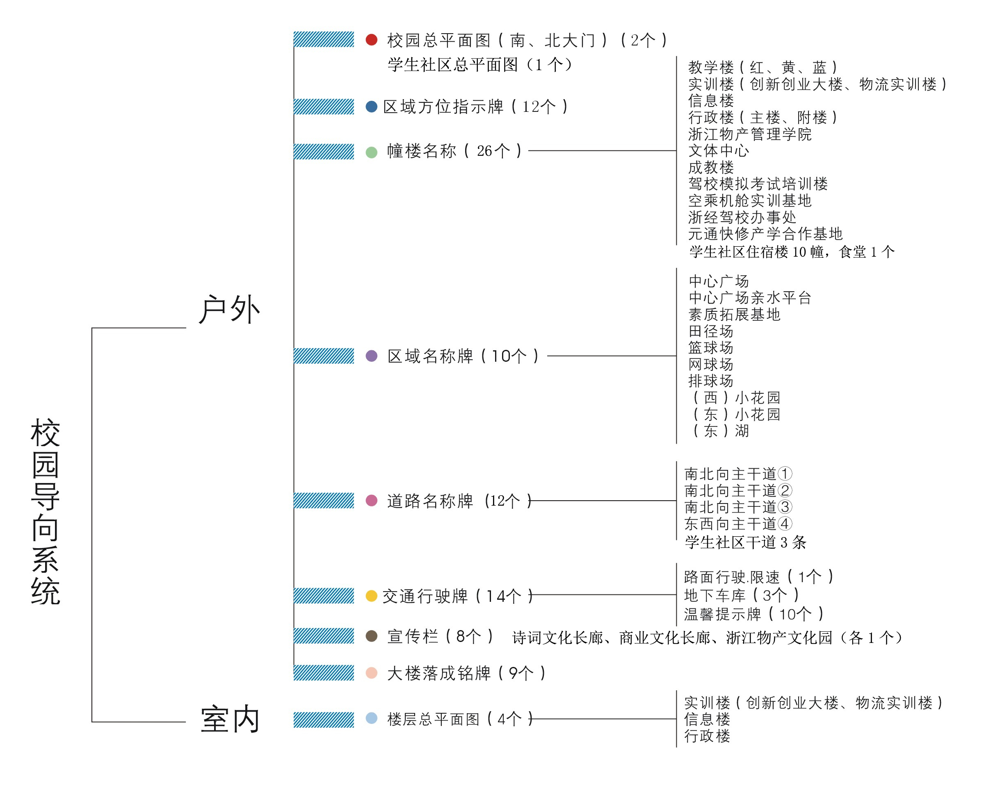 校园导向系统
户外
校园总平面图（南、北大门）（2个）
学生社区总平面图（1 个）
区域方位指示牌（12个）
幢楼名称（ 26个）
教学楼（红、黄、蓝）
实训楼（创新创业大楼、物流实训楼）
信息楼
行政楼（主楼、附楼）
浙江物产管理学院
文体中心
成教楼
驾校模拟考试培训楼
空乘机舱实训基地
浙经驾校办事处
元通快修产学合作基地
学生社区住宿楼 10 幢，食堂 1 个
区域名称牌（10个）
中心广场
中心广场亲水平台
素质拓展基地
田径场
篮球场
网球场
排球场
（西）小花园
（东）小花园
（东）湖
道路名称牌 (12个）
南北向主干道①
南北向主干道②
南北向主干道③
东西向主干道④
学生社区干道 3 条
交通行驶牌（14个）
路面行驶.限速（1个）
地下车库（3个）
温馨提示牌（10个）
宣传栏（8个） 诗词文化长廊、商业文化长廊、浙江物产文化园（各 1 个）
大楼落成铭牌（9个）
室内
楼层总平面图（4个）
实训楼（创新创业大楼、物流实训楼）
信息楼
行政楼